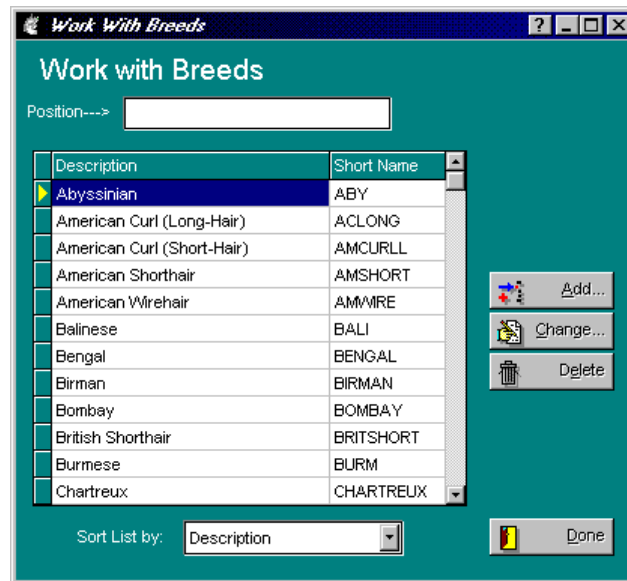 Work With Breeds
Work with Breeds
Position--->
Description Short Name
Abyssinian ABY
American Curl (Long-Hair) ACLONG
American Curl (Short-Hair) AMCURLL
American Shorthair AMSHORT
American Wirehair AMWIRE
Balinese BALI
Bengal BENGAL
Birman BIRMAN
Bombay BOMBAY
British Shorthair BRITSHORT
Burmese BURM
Chartreux CHARTREUX
Add...
Change...
Delete
Sort List by: Description
Done